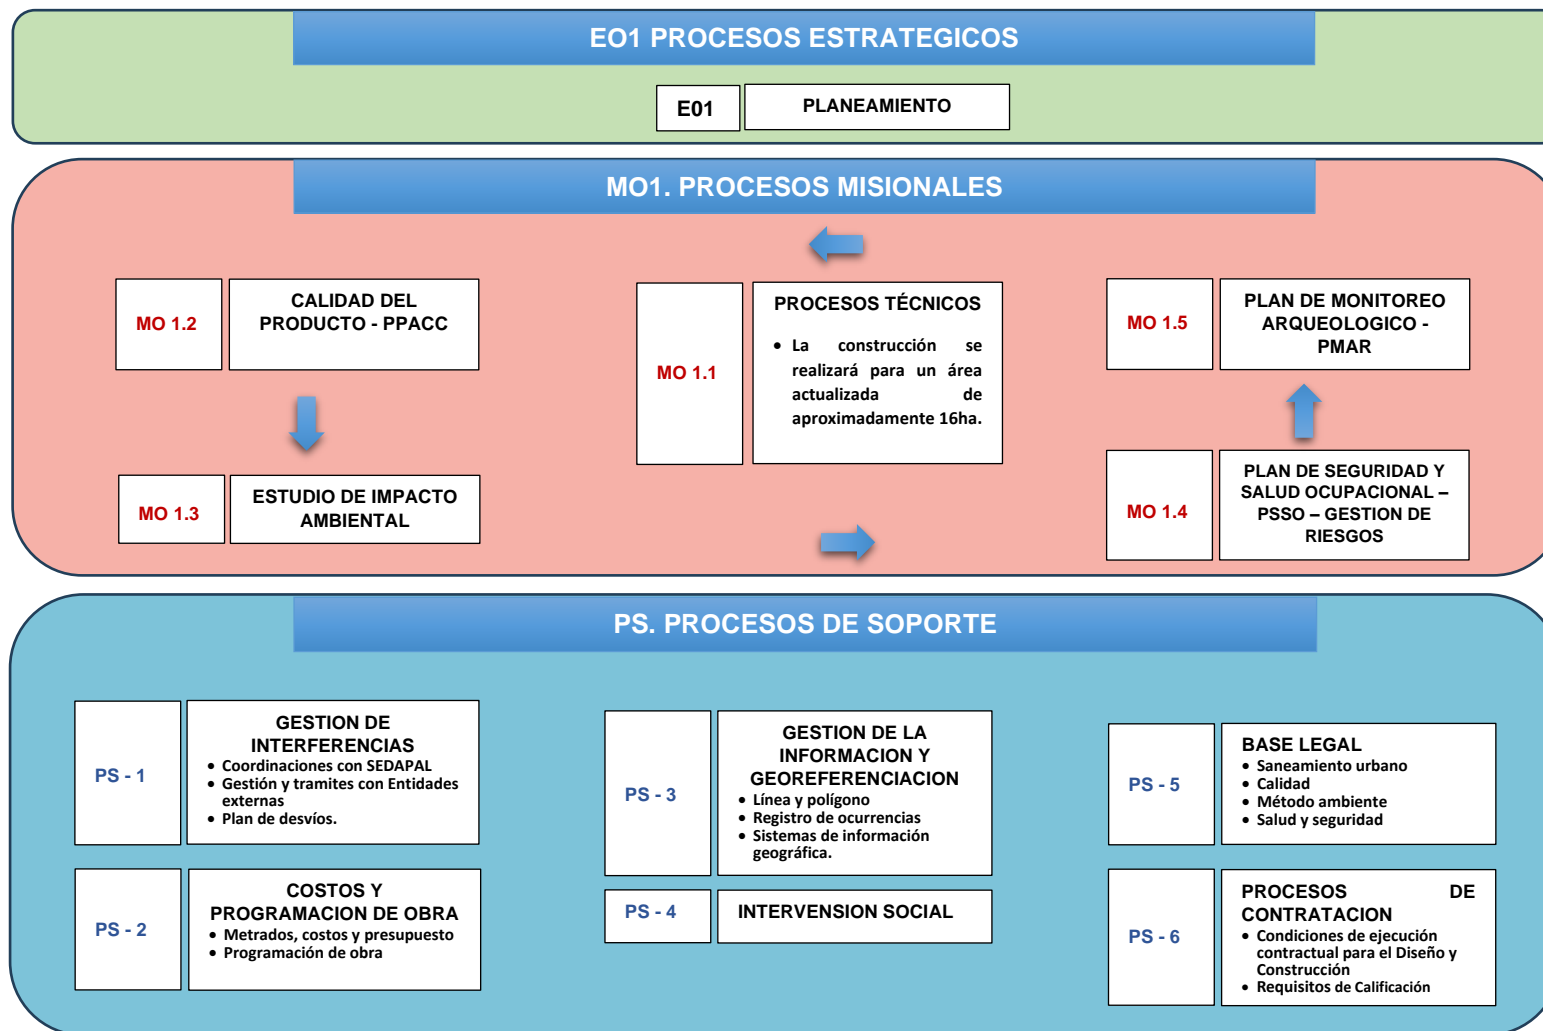 EO1 PROCESOS ESTRATEGICOS
E01
PLANEAMIENTO
MO1. PROCESOS MISIONALES
MO 1.2
CALIDAD DEL
PRODUCTO - PPACC
MO 1.3
ESTUDIO DE IMPACTO
AMBIENTAL
MO 1.1
PROCESOS TÉCNICOS
• La construcción se
realizará para un área
actualizada de
aproximadamente 16ha.
MO 1.5
PLAN DE MONITOREO
ARQUEOLOGICO -
PMAR
MO 1.4
PLAN DE SEGURIDAD Y
SALUD OCUPACIONAL –
PSSO – GESTION DE
RIESGOS
PS. PROCESOS DE SOPORTE
PS - 1
GESTION DE
INTERFERENCIAS
• Coordinaciones con SEDAPAL
• Gestión y tramites con Entidades
externas
• Plan de desvíos.
PS - 2
COSTOS Y
PROGRAMACION DE OBRA
• Metrados, costos y presupuesto
• Programación de obra
PS - 3
GESTION DE LA
INFORMACION Y
GEOREFERENCIACION
• Línea y polígono
• Registro de ocurrencias
• Sistemas de información
geográfica.
PS - 4
INTERVENSION SOCIAL
PS - 5
BASE LEGAL
• Saneamiento urbano
• Calidad
• Método ambiente
• Salud y seguridad
PS - 6
PROCESOS DE
CONTRATACION
• Condiciones de ejecución
contractual para el Diseño y
Construcción
• Requisitos de Calificación